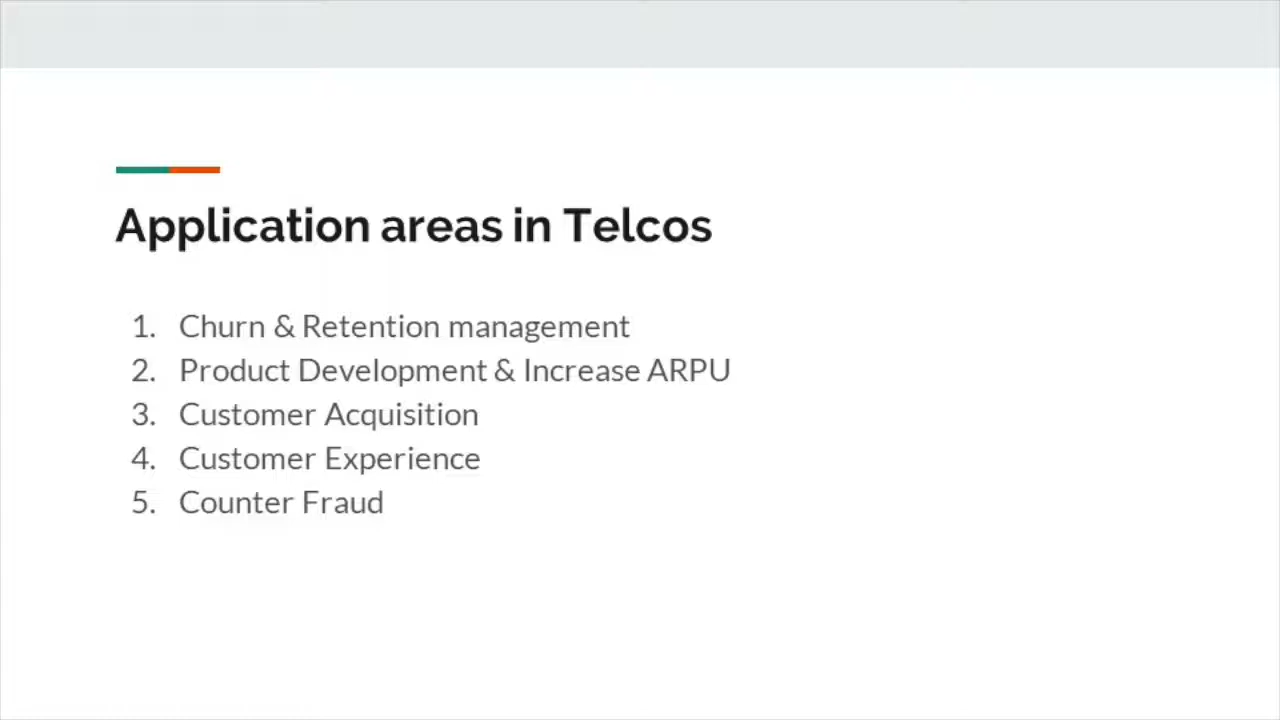 Application areas in Telcos
1. Churn & Retention management
2. Product Development & Increase ARPU
3. Customer Acquisition
4. Customer Experience
5. Counter Fraud